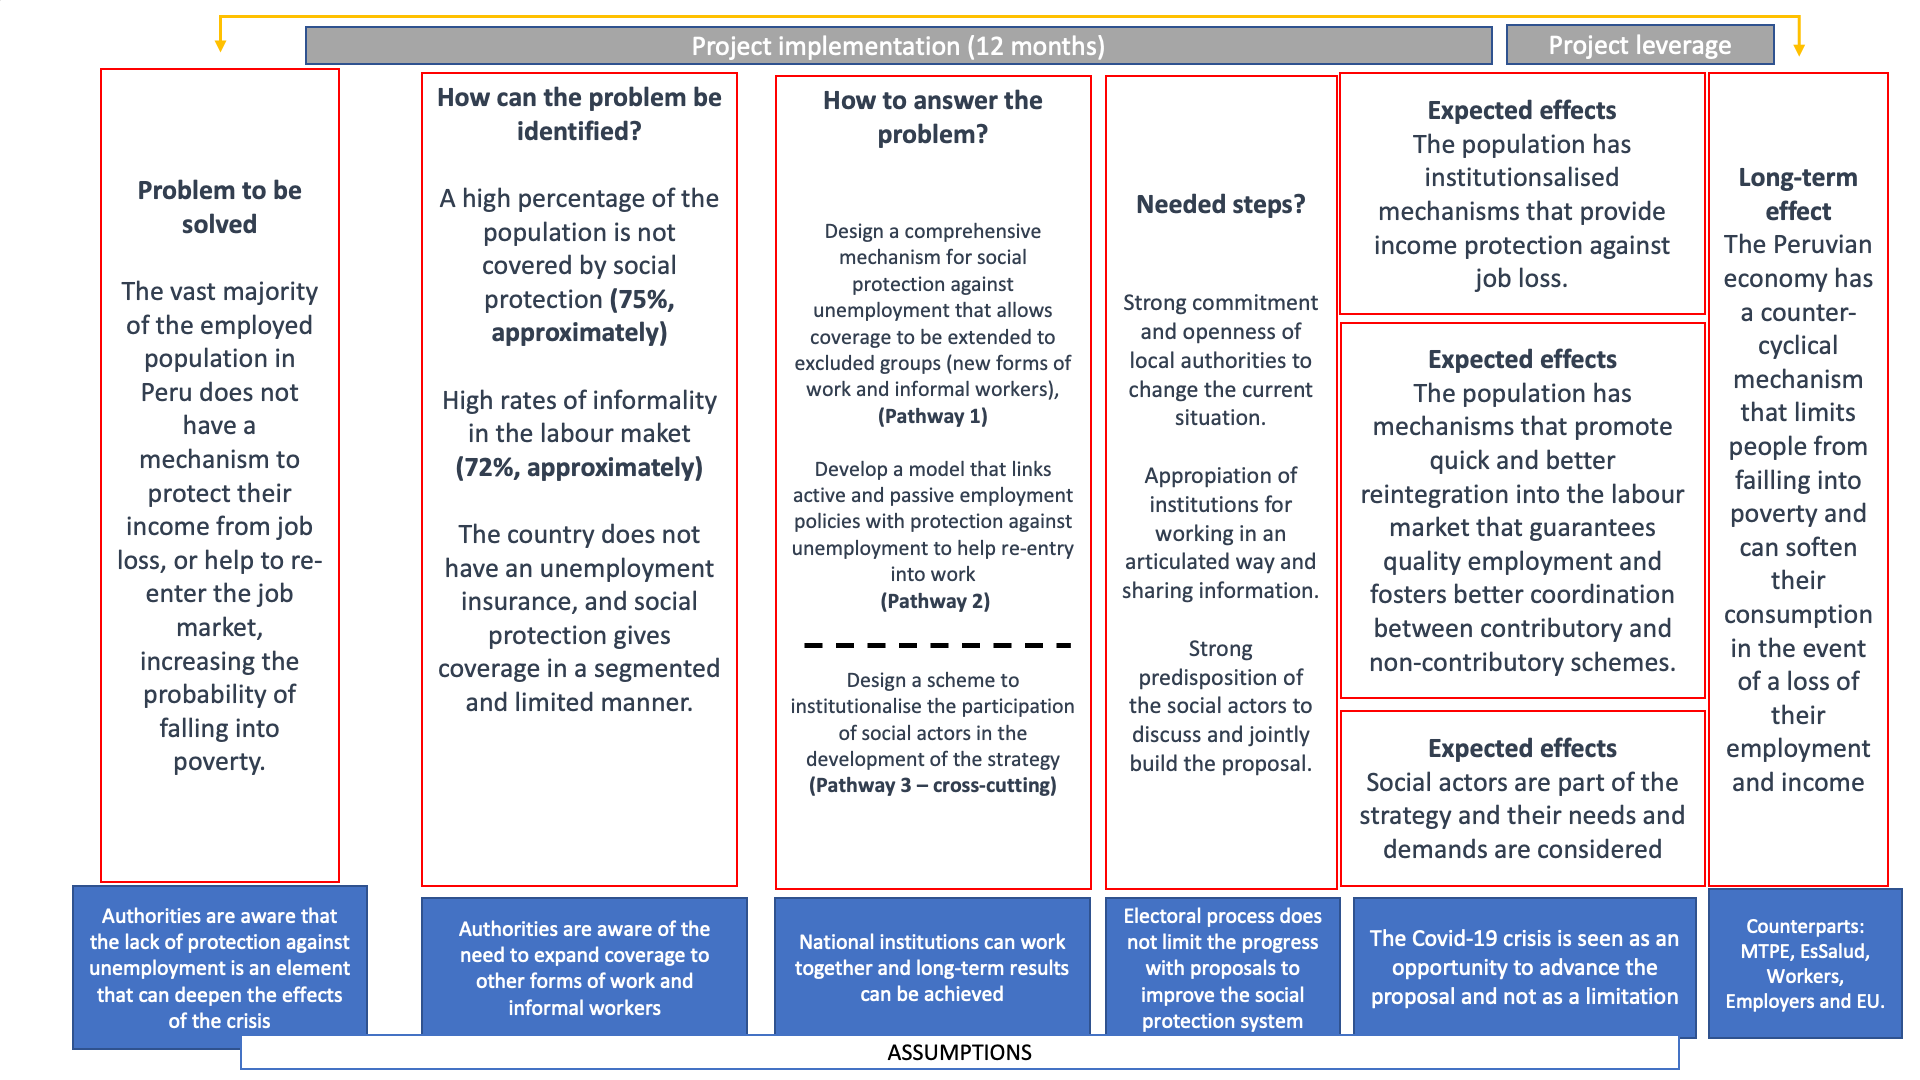 Project implementation (12 months)
Project leverage
Problem to be
solved
The vast majority
of the employed
population in
Peru does not
have a
mechanism to
protect their
income from job
loss, or help to re-
enter the job
market,
increasing the
probability of
falling into
poverty.
How can the problem be
identified?
A high percentage of the
population is not
covered by social
protection (75%,
approximately)
High rates of informality
in the labour maket
(72%, approximately)
The country does not
have an unemployment
insurance, and social
protection gives
coverage in a segmented
and limited manner.
How to answer the
problem?
Design a comprehensive
mechanism for social
protection against
unemployment that allows
coverage to be extended to
excluded groups (new forms of
work and informal workers),
(Pathway 1)
Develop a model that links
active and passive employment
policies with protection against
unemployment to help re-entry
into work
(Pathway 2)
Design a scheme to
institutionalise the participation
of social actors in the
development of the strategy
(Pathway 3 – cross-cutting)
Needed steps?
Strong commitment
and openness of
local authorities to
change the current
situation.
Appropiation of
institutions for
working in an
articulated way and
sharing information.
Strong
predisposition of
the social actors to
discuss and jointly
build the proposal.
Expected effects
The population has
institutionsalised
mechanisms that provide
income protection against
job loss.
Expected effects
The population has
mechanisms that promote
quick and better
reintegration into the labour
market that guarantees
quality employment and
fosters better coordination
between contributory and
non-contributory schemes.
Expected effects
Social actors are part of the
strategy and their needs and
demands are considered
Long-term
effect
The Peruvian
economy has
a counter-
cyclical
mechanism
that limits
people from
failling into
poverty and
can soften
their
consumption
in the event
of a loss of
their
employment
and income
Authorities are aware that
the lack of protection against
unemployment is an element
that can deepen the effects
of the crisis
Authorities are aware of the
need to expand coverage to
other forms of work and
informal workers
National institutions can work
together and long-term results
can be achieved
Electoral process does
not limit the progress
with proposals to
improve the social
protection system
The Covid-19 crisis is seen as an
opportunity to advance the
proposal and not as a limitation
Counterparts:
MTPE, EsSalud,
Workers,
Employers and EU.
ASSUMPTIONS